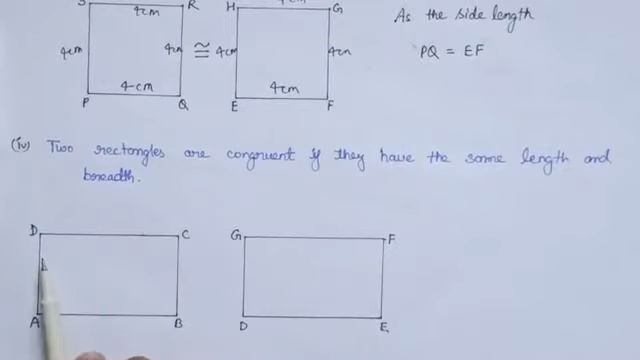 R
4cm
H
G
As the side length
4cm
4cm
≅
4cm
4cm
PQ = EF
4cm
4cm
P
Q
E
F
(iv) Two rectangles are congruent if they have the same length and
breadth.
D
C
G
F
A
B
D
E